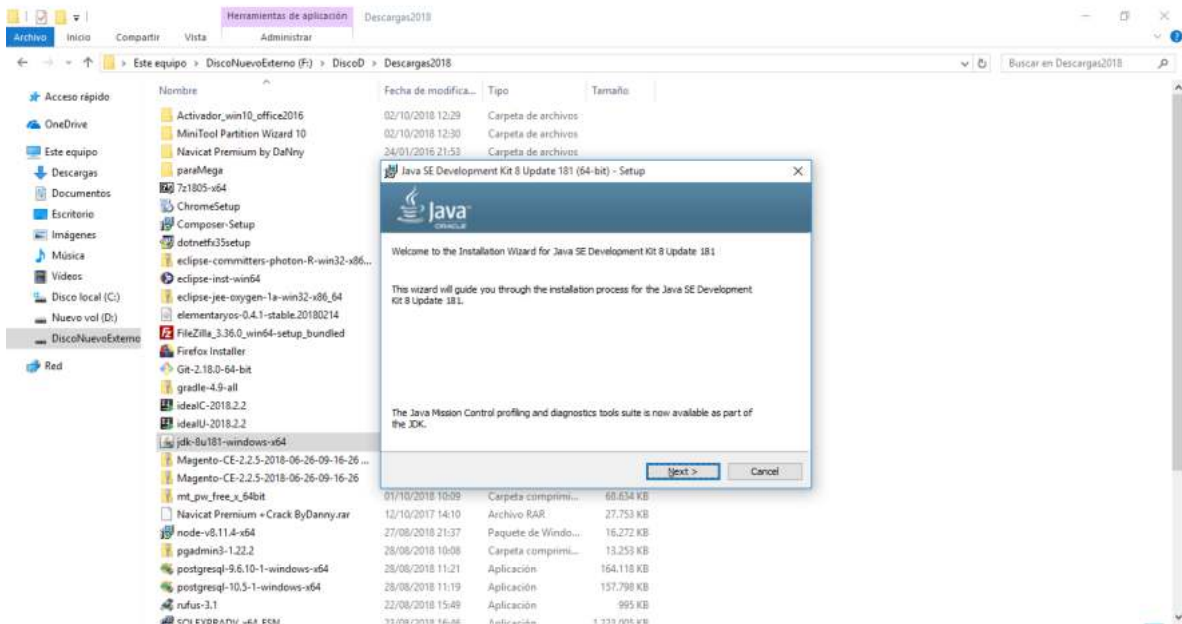 Herramientas de aplicación Descargas2018
Archivo Inicio Compartir Vista Administrar
Este equipo > DiscoNuevoExterno (F:) > DiscoD > Descargas2018 Buscar en Descargas2018
Nombre Fecha de modifica... Tipo Tamaño
Acceso rápido
OneDrive
Este equipo
Descargas
Documentos
Escritorio
Imágenes
Música
Vídeos
Disco local (C:)
Nuevo vol (D:)
DiscoNuevoExterno
Red
Activador_win10_office2016 02/10/2018 12:29 Carpeta de archivos
MiniTool Partition Wizard 10 02/10/2018 12:30 Carpeta de archivos
Navicat Premium by DaNny 24/01/2016 21:53 Carpeta de archivos
paraMega
7z1805-x64
ChromeSetup
Composer-Setup
dotnetfx35setup
eclipse-committers-photon-R-win32-x86...
eclipse-inst-win64
eclipse-jee-oxygen-1a-win32-x86_64
elementaryos-0.4.1-stable.20180214
FileZilla_3.36.0_win64-setup_bundled
Firefox Installer
Git-2.18.0-64-bit
gradle-4.9-all
ideaIC-2018.2.2
ideaIU-2018.2.2
jdk-8u181-windows-x64
Magento-CE-2.2.5-2018-06-26-09-16-26 ...
Magento-CE-2.2.5-2018-06-26-09-16-26
mt_pw_free_x_64bit 01/10/2018 10:09 Carpeta comprimi... 68.634 KB
Navicat Premium +Crack ByDanny.rar 12/10/2017 14:10 Archivo RAR 27.753 KB
node-v8.11.4-x64 27/08/2018 21:37 Paquete de Windo... 16.272 KB
pgadmin3-1.22.2 28/08/2018 10:08 Carpeta comprimi... 13.253 KB
postgresql-9.6.10-1-windows-x64 28/08/2018 11:21 Aplicación 164.118 KB
postgresql-10.5-1-windows-x64 28/08/2018 11:19 Aplicación 157.798 KB
rufus-3.1 22/08/2018 15:49 Aplicación 995 KB
Java SE Development Kit 8 Update 181 (64-bit) - Setup
Java
ORACLE
Welcome to the Installation Wizard for Java SE Development Kit 8 Update 181
This wizard will guide you through the installation process for the Java SE Development
Kit 8 Update 181.
The Java Mission Control profiling and diagnostics tools suite is now available as part of
the JDK.
Next > Cancel